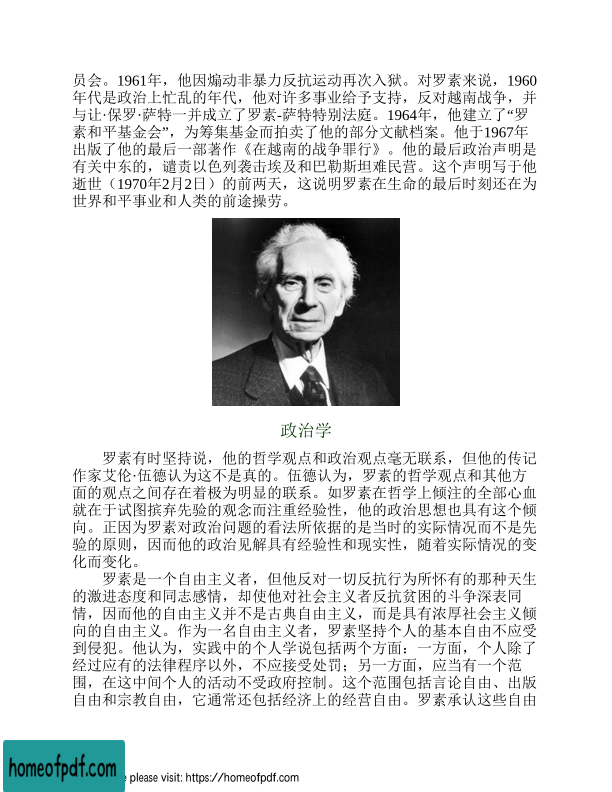 员会。1961年，他因煽动非暴力反抗运动再次入狱。对罗素来说，1960
年代是政治上忙乱的年代，他对许多事业给予支持，反对越南战争，并
与让·保罗·萨特一并成立了罗素-萨特特别法庭。1964年，他建立了“罗
素和平基金会”，为筹集基金而拍卖了他的部分文献档案。他于1967年
出版了他的最后一部著作《在越南的战争罪行》。他的最后政治声明是
有关中东的，谴责以色列袭击埃及和巴勒斯坦难民营。这个声明写于他
逝世（1970年2月2日）的前两天，这说明罗素在生命的最后时刻还在为
世界和平事业和人类的前途操劳。
政治学
罗素有时坚持说，他的哲学观点和政治观点毫无联系，但他的传记
作家艾伦·伍德认为这不是真的。伍德认为，罗素的哲学观点和其他方
面的观点之间存在着极为明显的联系。如罗素在哲学上倾注的全部心血
就在于试图摈弃先验的观念而注重经验性，他的政治思想也具有这个倾
向。正因为罗素对政治问题的看法所依据的是当时的实际情况而不是先
验的原则，因而他的政治见解具有经验性和现实性，随着实际情况的变
化而变化。
罗素是一个自由主义者，但他反对一切反抗行为所怀有的那种天生
的激进态度和同志感情，却使他对社会主义者反抗贫困的斗争深表同
情，因而他的自由主义并不是古典自由主义，而是具有浓厚社会主义倾
向的自由主义。作为一名自由主义者，罗素坚持个人的基本自由不应受
到侵犯。他认为，实践中的个人学说包括两个方面：一方面，个人除了
经过应有的法律程序以外，不应接受处罚；另一方面，应当有一个范
围，在这中间个人的活动不受政府控制。这个范围包括言论自由、出版
自由和宗教自由，它通常还包括经济上的经营自由。罗素承认这些自由
homeofpdf.com
e please visit: https://homeofpdf.com